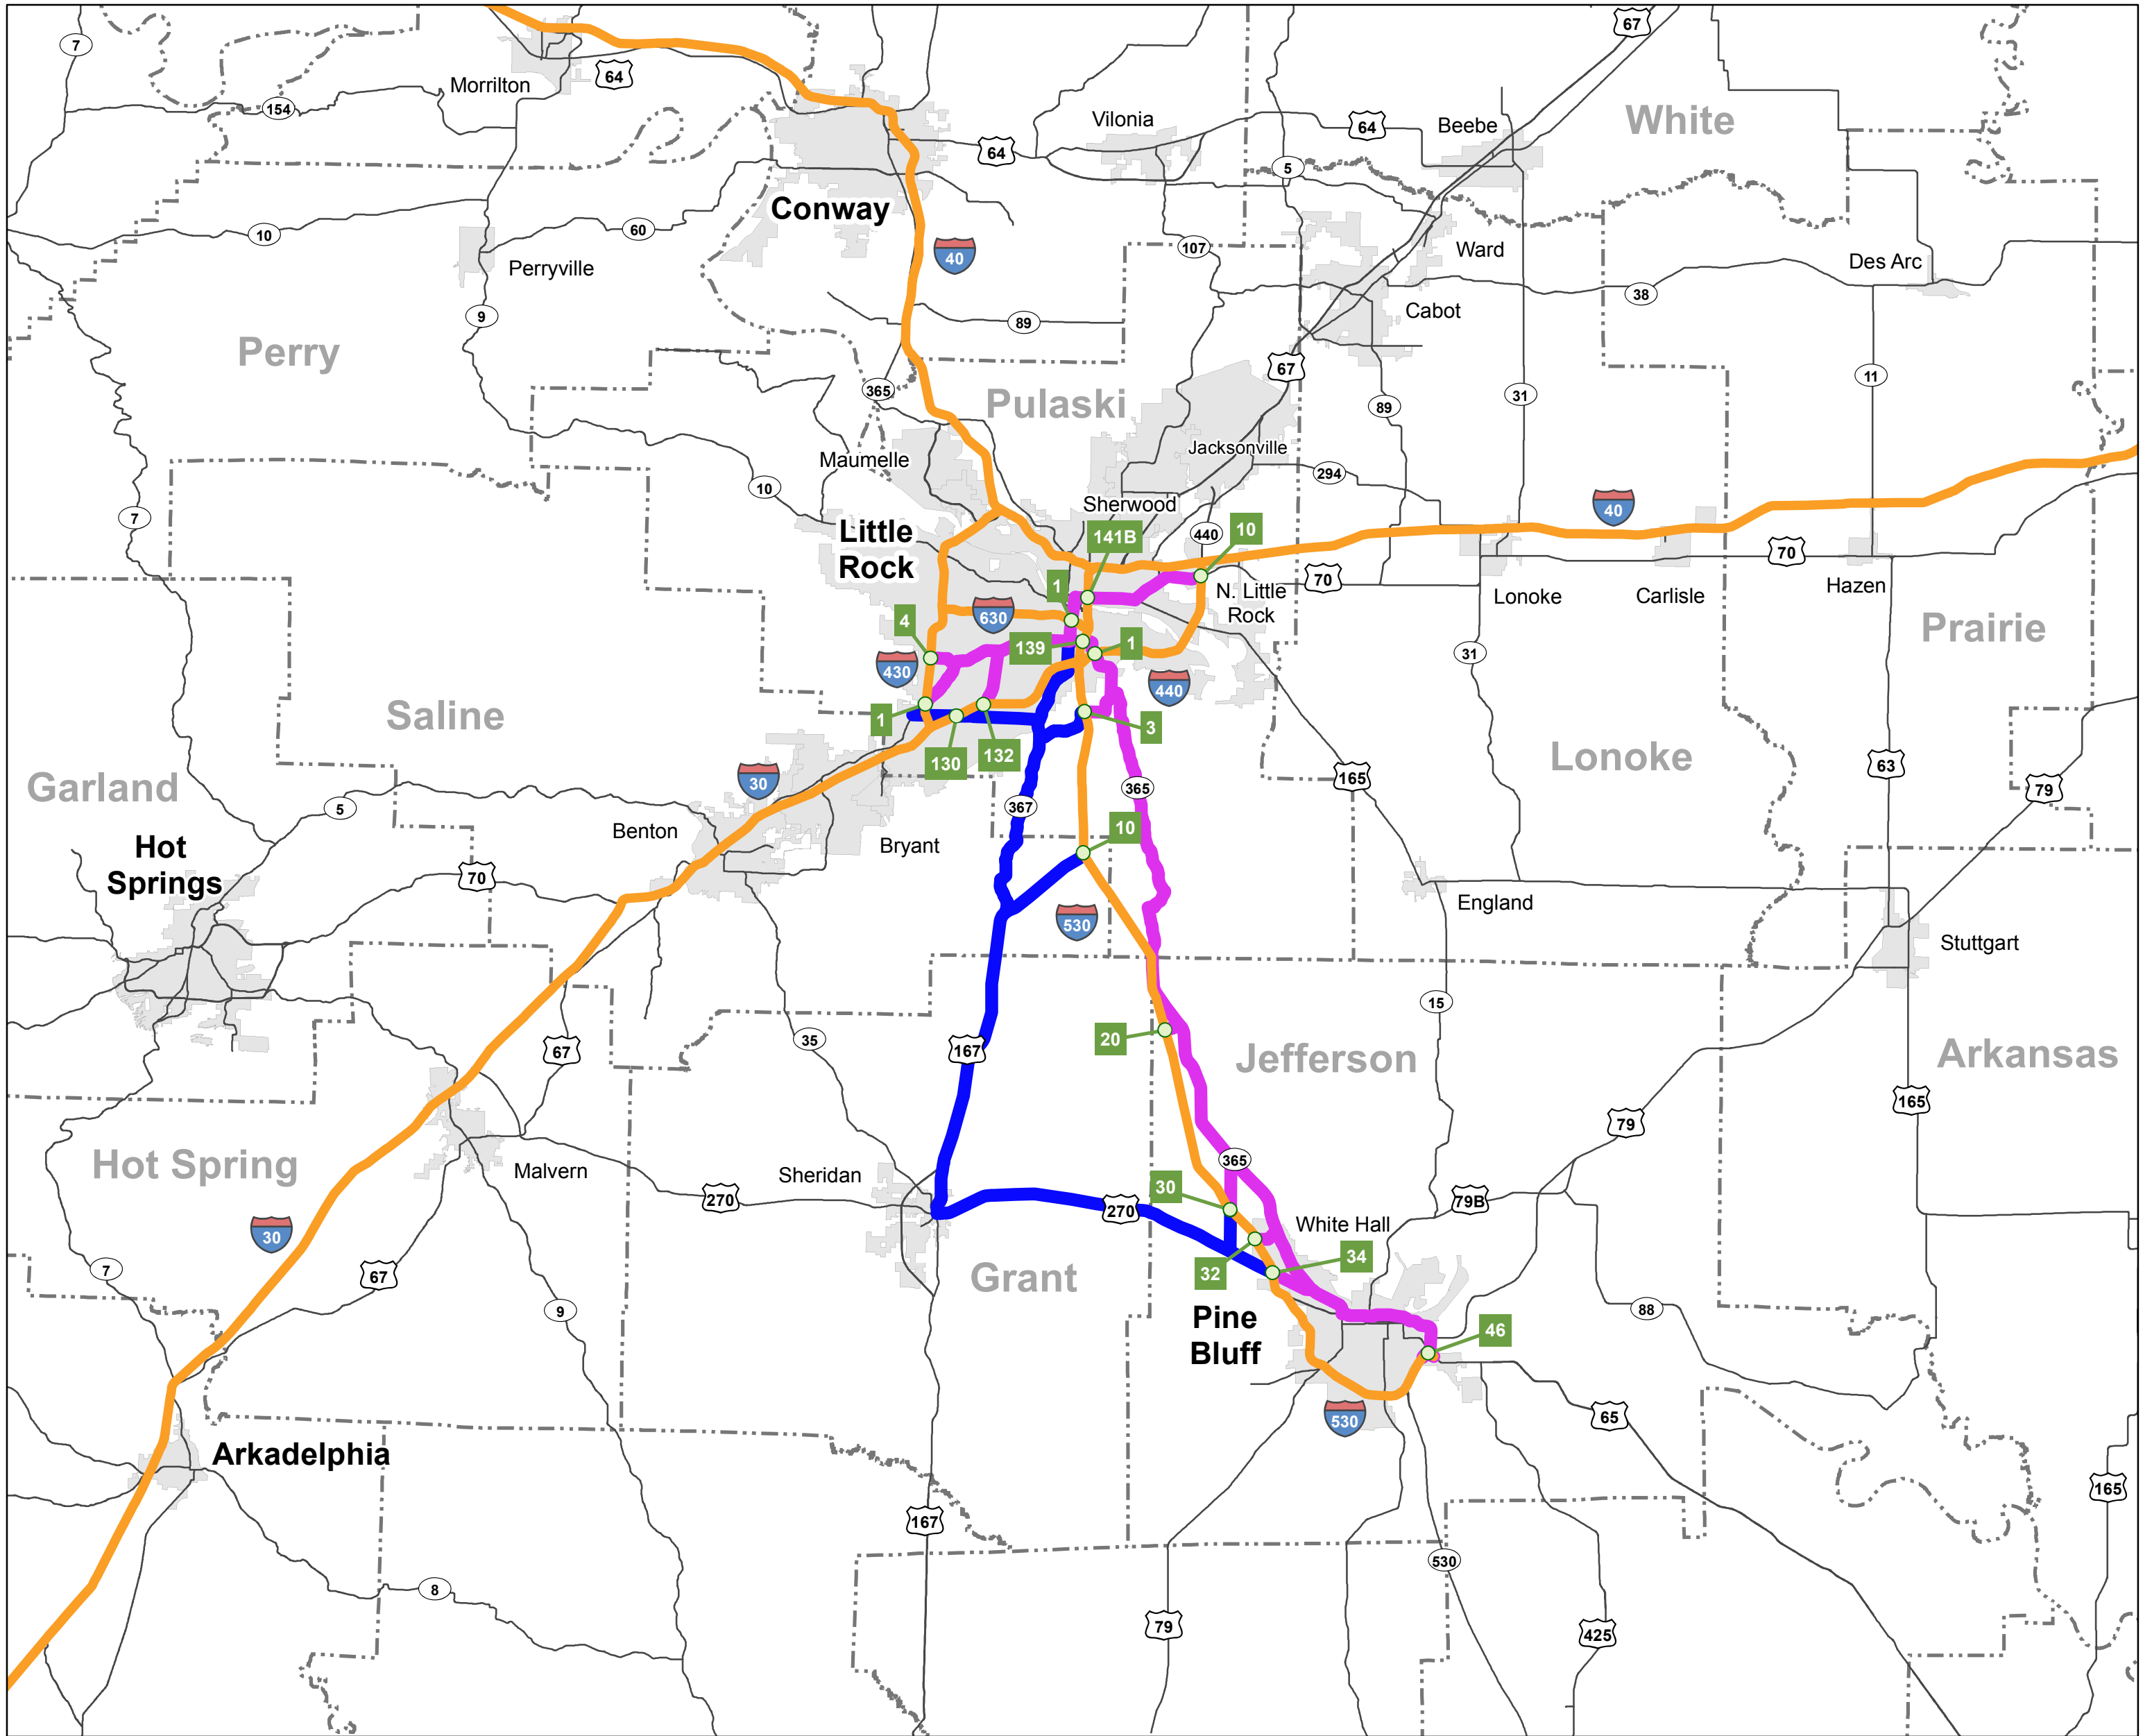 67
7
64
Morrilton
154
Vilonia
64
Beebe
White
64
5
Conway
10
60
107
Ward
40
Perryville
Des Arc
38
9
89
Cabot
Perry
67
365
Pulaski
11
31
89
Jacksonville
Maumelle
294
10
Sherwood
40
7
Little
Rock
141B
440
10
70
70
1
N. Little
Rock
Lonoke
Carlisle
Hazen
630
4
Prairie
139
1
31
430
440
Saline
1
3
130
132
Lonoke
63
165
30
Garland
365
79
5
367
Benton
10
Bryant
Hot
Springs
70
England
530
Stuttgart
15
20
35
167
67
Jefferson
Arkansas
165
79
365
Hot Spring
Malvern
Sheridan
30
270
79B
270
White Hall
30
34
7
67
32
Grant
9
88
Pine
Bluff
46
65
530
Arkadelphia
165
167
530
8
79
425